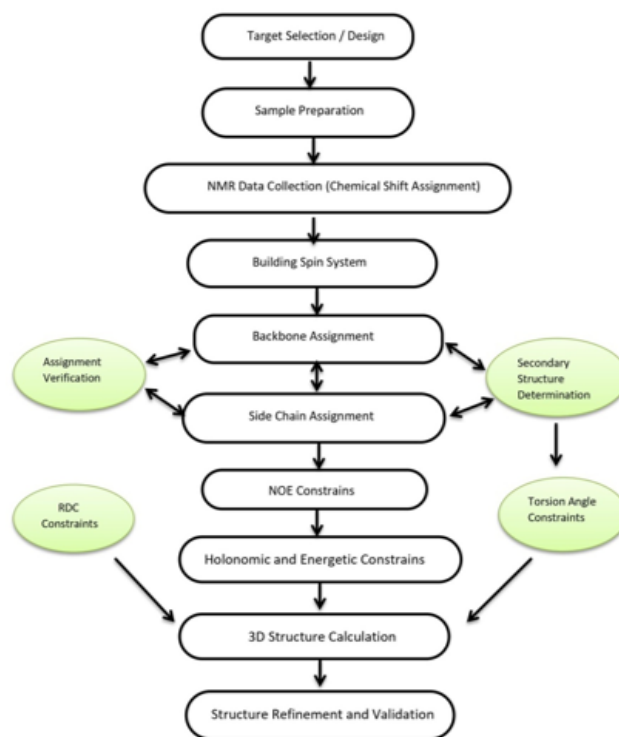 Target Selection / Design
Sample Preparation
NMR Data Collection (Chemical Shift Assignment)
Building Spin System
Backbone Assignment
Assignment
Verification
Secondary
Structure
Determination
Side Chain Assignment
NOE Constrains
RDC
Constraints
Torsion Angle
Constraints
Holonomic and Energetic Constrains
3D Structure Calculation
Structure Refinement and Validation